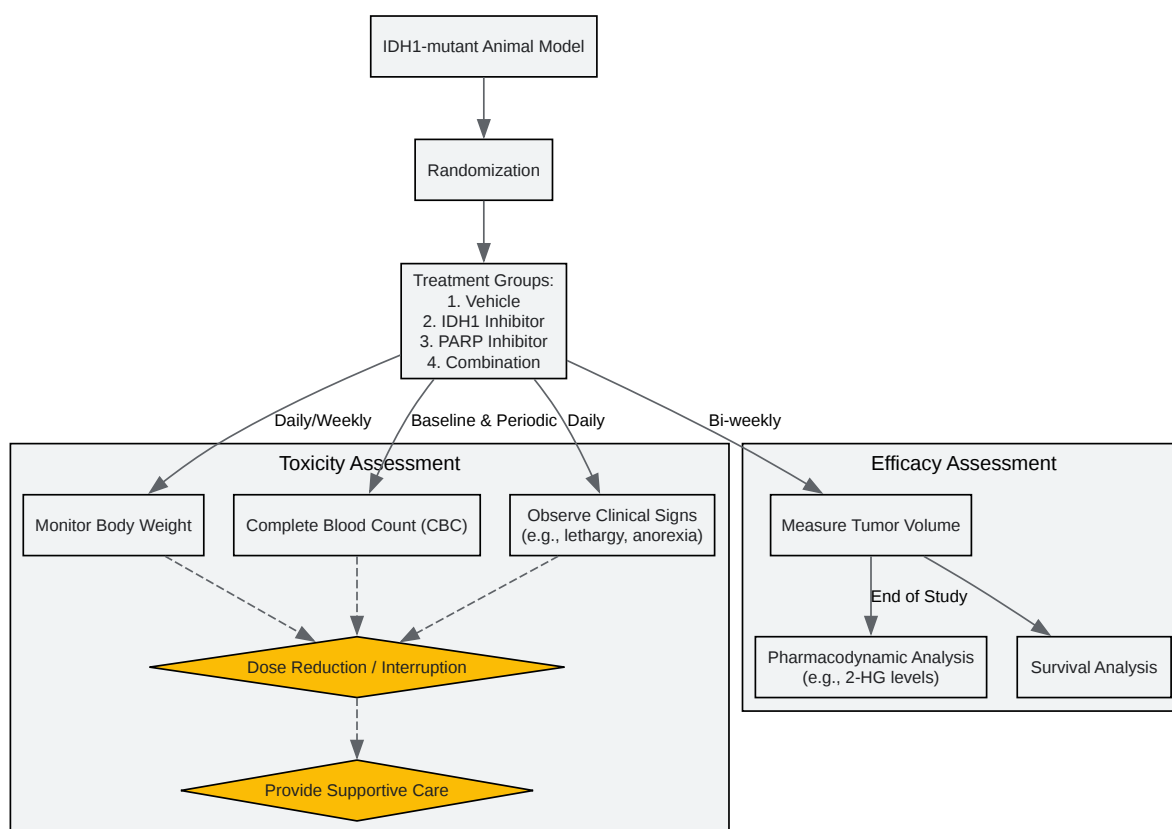 IDH1-mutant Animal Model
Randomization
Treatment Groups:
1. Vehicle
2. IDH1 Inhibitor
3. PARP Inhibitor
4. Combination
Daily/Weekly
Baseline & Periodic
Daily
Bi-weekly
Toxicity Assessment
Monitor Body Weight
Complete Blood Count (CBC)
Observe Clinical Signs
(e.g., lethargy, anorexia)
Dose Reduction / Interruption
Provide Supportive Care
Efficacy Assessment
Measure Tumor Volume
End of Study
Pharmacodynamic Analysis
(e.g., 2-HG levels)
Survival Analysis